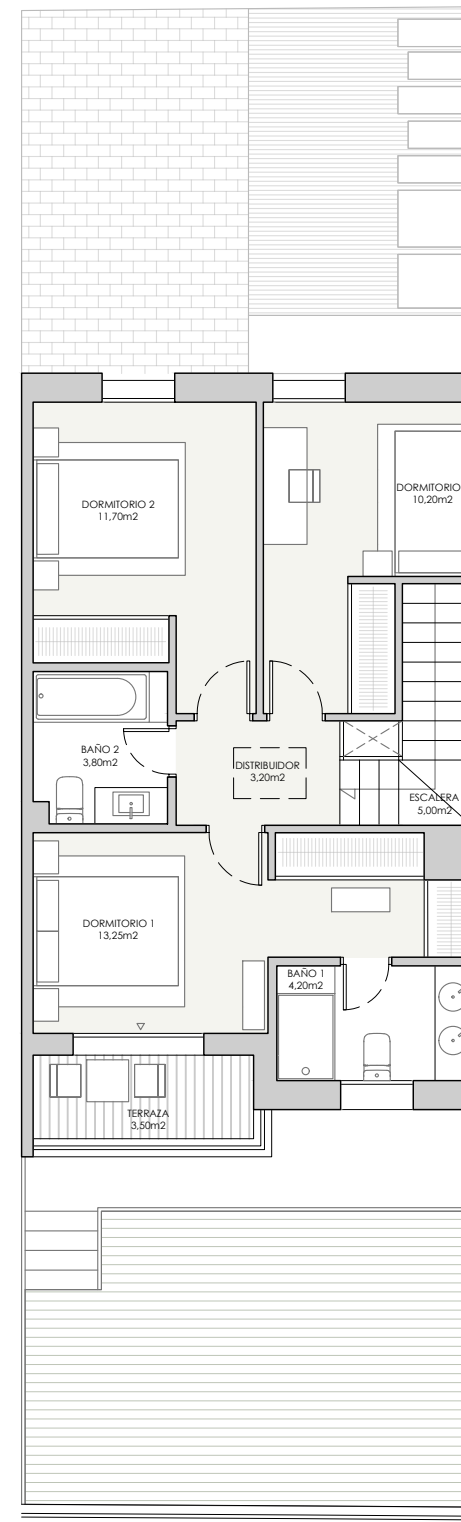 DORMITORIO 2
11,70m2
DORMITORIO
10,20m2
BAÑO 2
3,80m2
DISTRIBUIDOR
3,20m2
ESCALERA
5,00m2
DORMITORIO 1
13,25m2
BAÑO 1
4,20m2
TERRAZA
3,50m2